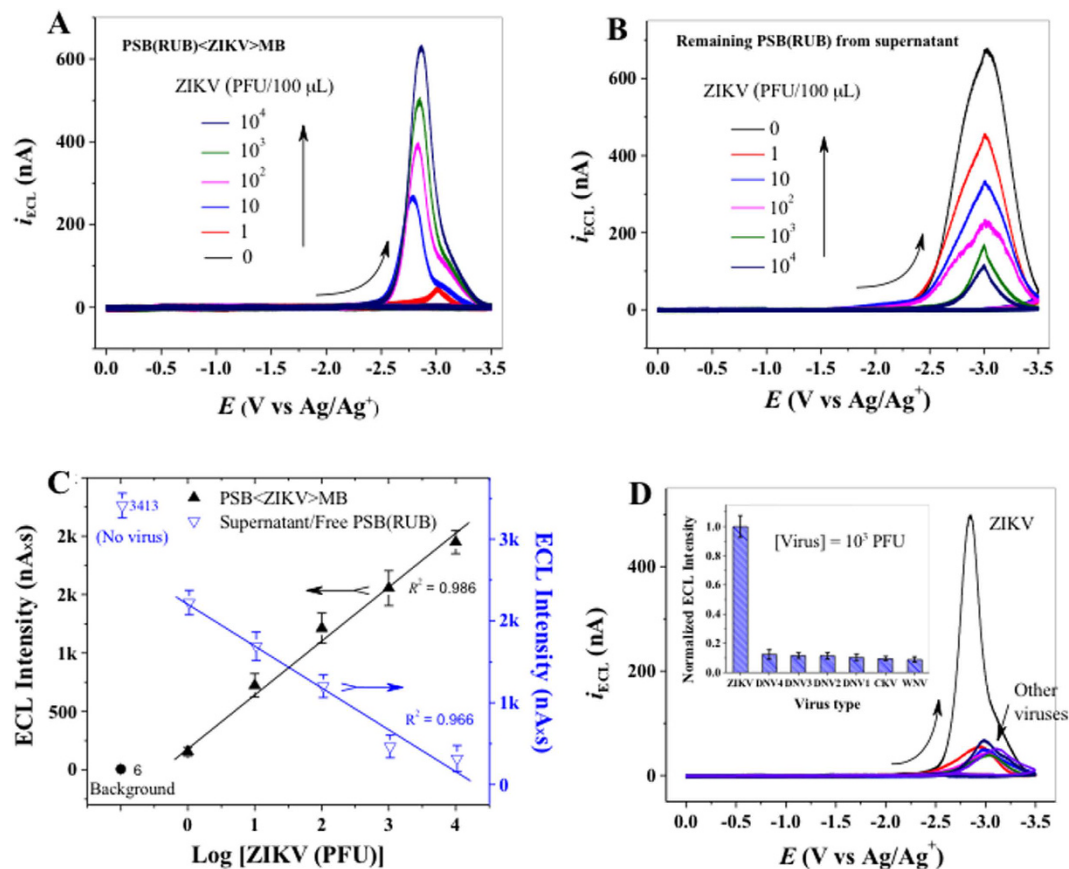 A
PSB(RUB)<ZIKV>MB
ZIKV (PFU/100 μL)
10⁴
10³
10²
10
1
0
600
400
200
0
i_ECL (nA)
0.0 -0.5 -1.0 -1.5 -2.0 -2.5 -3.0 -3.5
E (V vs Ag/Ag⁺)
B
Remaining PSB(RUB) from supernatant
ZIKV (PFU/100 μL)
0
1
10
10²
10³
10⁴
600
400
200
0
i_ECL (nA)
0.0 -0.5 -1.0 -1.5 -2.0 -2.5 -3.0 -3.5
E (V vs Ag/Ag⁺)
C
3413
(No virus)
PSB<ZIKV>MB
Supernatant/Free PSB(RUB)
R² = 0.986
R² = 0.966
6
Background
2k
2k
1k
500
0
ECL Intensity (nA×s)
3k
2k
1k
0
ECL Intensity (nA×s)
0 1 2 3 4
Log [ZIKV (PFU)]
D
ZIKV
[Virus] = 10³ PFU
1.0
0.8
0.6
0.4
0.2
0.0
Normalized ECL Intensity
ZIKV DNV4 DNV3 DNV2 DNV1 CKV WNV
Virus type
Other
viruses
400
200
0
i_ECL (nA)
0.0 -0.5 -1.0 -1.5 -2.0 -2.5 -3.0 -3.5
E (V vs Ag/Ag⁺)